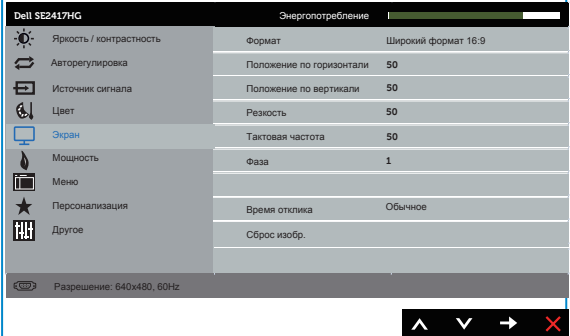 Dell SE2417HG Энергопотребление
Яркость / контрастность
Авторегулировка
Источник сигнала
Цвет
Экран
Мощность
Меню
Персонализация
Другое
Формат Широкий формат 16:9
Положение по горизонтали 50
Положение по вертикали 50
Резкость 50
Тактовая частота 50
Фаза 1
Время отклика Обычное
Сброс изобр.
Разрешение: 640x480, 60Hz